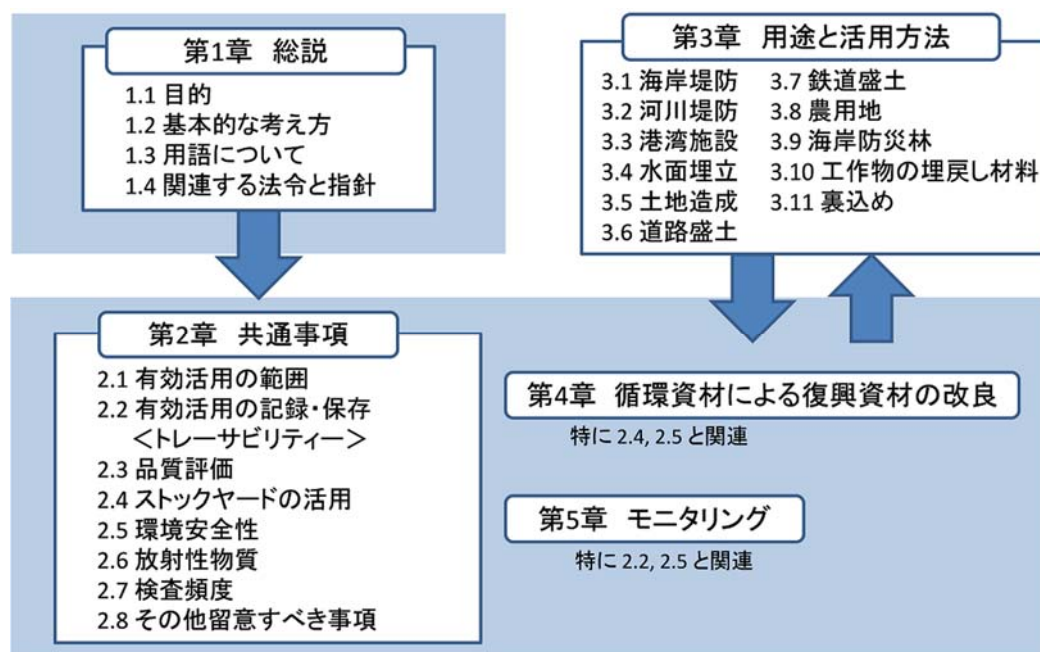 第1章 総説
1.1 目的
1.2 基本的な考え方
1.3 用語について
1.4 関連する法令と指針
第3章 用途と活用方法
3.1 海岸堤防
3.2 河川堤防
3.3 港湾施設
3.4 水面埋立
3.5 土地造成
3.6 道路盛土
3.7 鉄道盛土
3.8 農用地
3.9 海岸防災林
3.10 工作物の埋戻し材料
3.11 裏込め
第2章 共通事項
2.1 有効活用の範囲
2.2 有効活用の記録・保存
＜トレーサビリティー＞
2.3 品質評価
2.4 ストックヤードの活用
2.5 環境安全性
2.6 放射性物質
2.7 検査頻度
2.8 その他留意すべき事項
第4章 循環資材による復興資材の改良
特に 2.4, 2.5 と関連
第5章 モニタリング
特に 2.2, 2.5 と関連